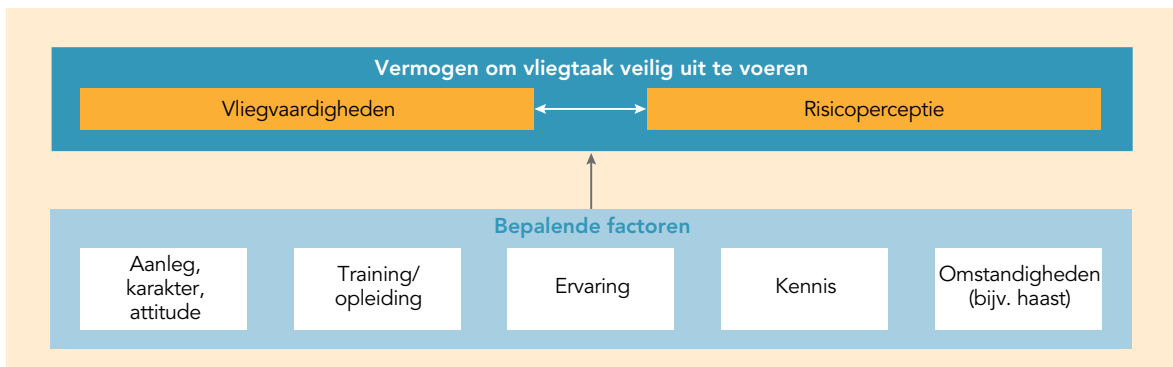 Vermogen om vliegtaak veilig uit te voeren
Vliegvaardigheden
Risicoperceptie
Bepalende factoren
Aanleg,
karakter,
attitude
Training/
opleiding
Ervaring
Kennis
Omstandigheden
(bijv. haast)